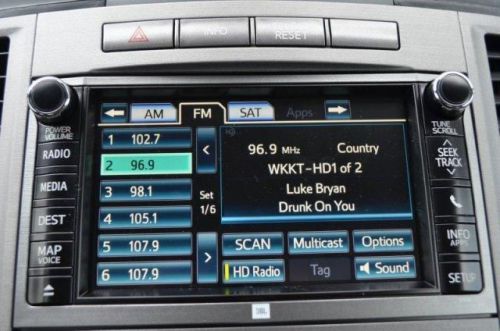 INFO
RESET
AM
FM
SAT
Apps
POWER
VOLUME
RADIO
MEDIA
DEST
MAP
VOICE
1 102.7
2 96.9
3 98.1
4 105.1
5 107.9
6 107.9
Set
1/6
96.9 MHz Country
WKKT-HD1 of 2
Luke Bryan
Drunk On You
SCAN
Multicast
Options
HD Radio
Tag
Sound
TUNE
SCROLL
SEEK
TRACK
INFO
APPS
SETUP
JBL